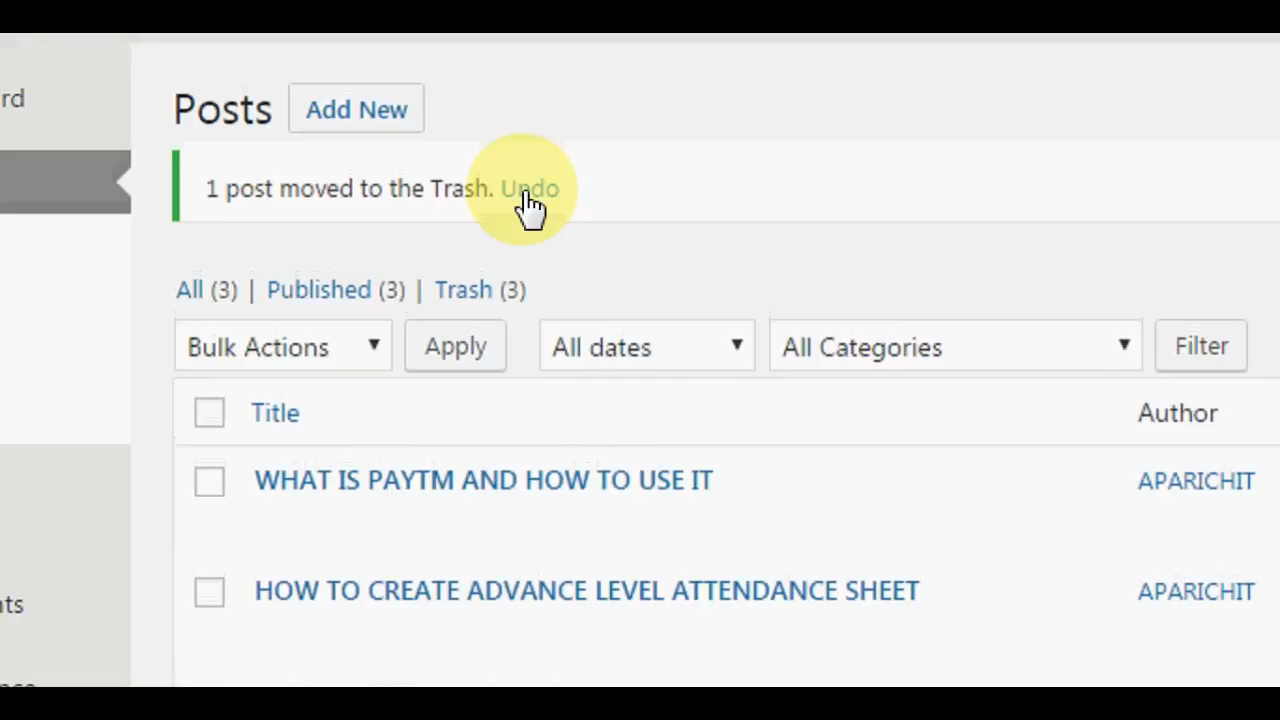 rd
Posts Add New
1 post moved to the Trash. Undo
All (3) | Published (3) | Trash (3)
Bulk Actions Apply All dates All Categories Filter
Title Author
WHAT IS PAYTM AND HOW TO USE IT APARICHIT
HOW TO CREATE ADVANCE LEVEL ATTENDANCE SHEET APARICHIT
nts